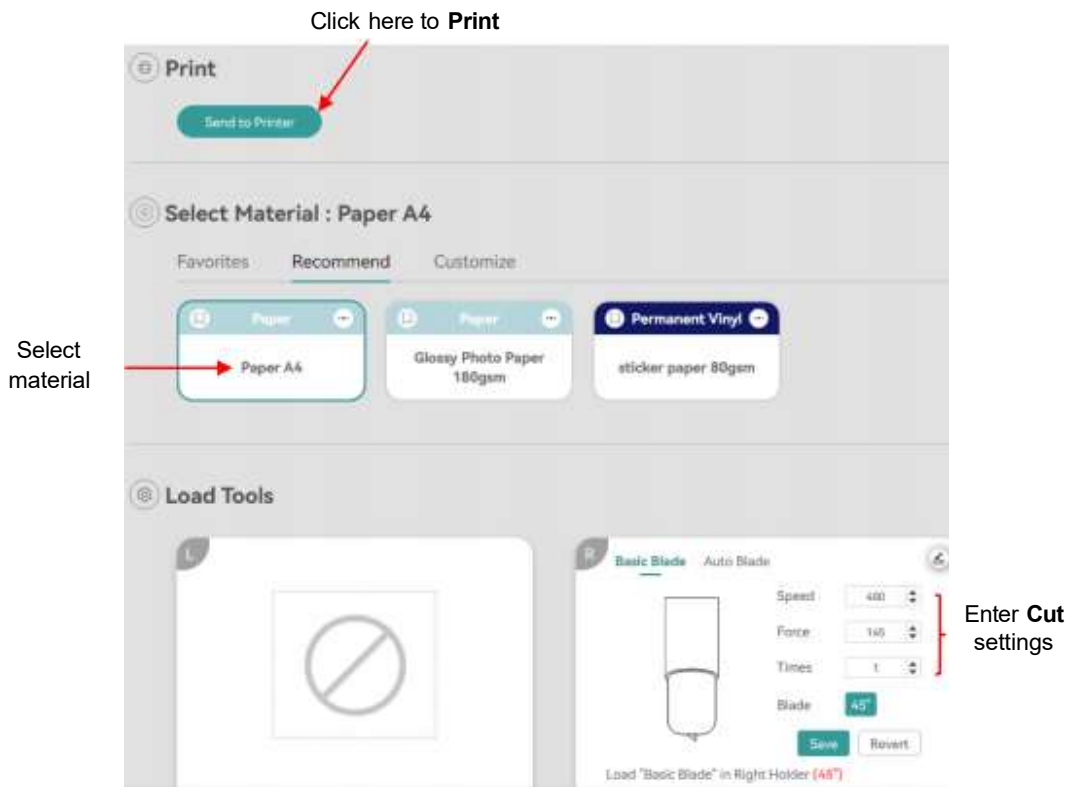 Click here to Print
Print
Send to Printer
Select Material : Paper A4
Favorites Recommend Customize
Paper Paper Permanent Vinyl
Select
material
Paper A4
Glossy Photo Paper
180gsm
sticker paper 80gsm
Load Tools
L
R
Basic Blade Auto Blade
Speed 400
Force 145
Times 1
Blade 45°
Enter Cut
settings
Save Revert
Load "Basic Blade" in Right Holder (45°)